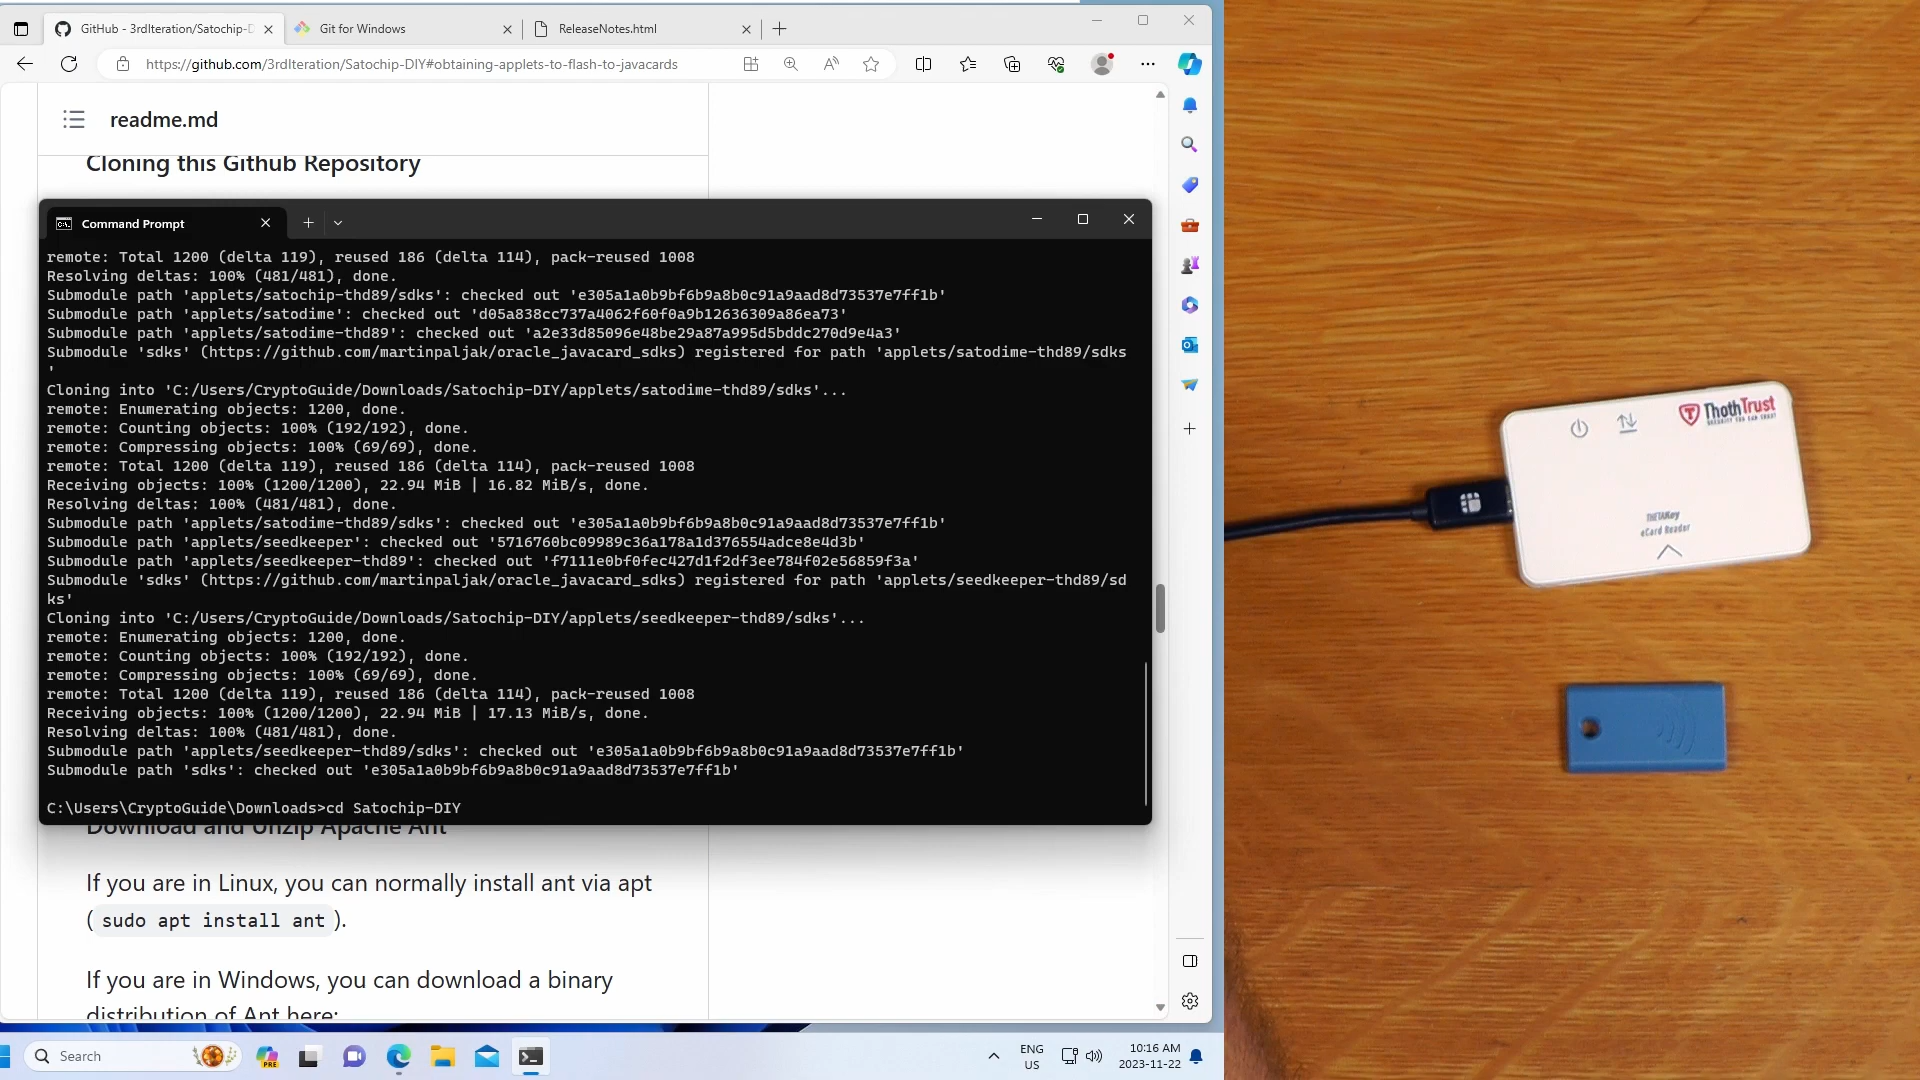 GitHub - 3rdIteration/Satochip-D
Git for Windows
ReleaseNotes.html
https://github.com/3rdIteration/Satochip-DIY#obtaining-applets-to-flash-to-javacards
readme.md
Cloning this Github Repository
Command Prompt
remote: Total 1200 (delta 119), reused 186 (delta 114), pack-reused 1008
Resolving deltas: 100% (481/481), done.
Submodule path 'applets/satochip-thd89/sdks': checked out 'e305a1a0b9bf6b9a8b0c91a9aad8d73537e7ff1b'
Submodule path 'applets/satodime': checked out 'd05a838cc737a4062f60f0a9b12636309a86ea73'
Submodule path 'applets/satodime-thd89': checked out 'a2e33d85096e48be29a87a995d5bddc270d9e4a3'
Submodule 'sdks' (https://github.com/martinpaljak/oracle_javacard_sdks) registered for path 'applets/satodime-thd89/sdks
'
Cloning into 'C:/Users/CryptoGuide/Downloads/Satochip-DIY/applets/satodime-thd89/sdks'...
remote: Enumerating objects: 1200, done.
remote: Counting objects: 100% (192/192), done.
remote: Compressing objects: 100% (69/69), done.
remote: Total 1200 (delta 119), reused 186 (delta 114), pack-reused 1008
Receiving objects: 100% (1200/1200), 22.94 MiB | 16.82 MiB/s, done.
Resolving deltas: 100% (481/481), done.
Submodule path 'applets/satodime-thd89/sdks': checked out 'e305a1a0b9bf6b9a8b0c91a9aad8d73537e7ff1b'
Submodule path 'applets/seedkeeper': checked out '5716760bc09989c36a178a1d376554adce8e4d3b'
Submodule path 'applets/seedkeeper-thd89': checked out 'f7111e0bf0fec427d1f2df3ee784f02e56859f3a'
Submodule 'sdks' (https://github.com/martinpaljak/oracle_javacard_sdks) registered for path 'applets/seedkeeper-thd89/sd
ks'
Cloning into 'C:/Users/CryptoGuide/Downloads/Satochip-DIY/applets/seedkeeper-thd89/sdks'...
remote: Enumerating objects: 1200, done.
remote: Counting objects: 100% (192/192), done.
remote: Compressing objects: 100% (69/69), done.
remote: Total 1200 (delta 119), reused 186 (delta 114), pack-reused 1008
Receiving objects: 100% (1200/1200), 22.94 MiB | 17.13 MiB/s, done.
Resolving deltas: 100% (481/481), done.
Submodule path 'applets/seedkeeper-thd89/sdks': checked out 'e305a1a0b9bf6b9a8b0c91a9aad8d73537e7ff1b'
Submodule path 'sdks': checked out 'e305a1a0b9bf6b9a8b0c91a9aad8d73537e7ff1b'
C:\Users\CryptoGuide\Downloads>cd Satochip-DIY
Download and Unzip Apache Ant
If you are in Linux, you can normally install ant via apt
(sudo apt install ant).
If you are in Windows, you can download a binary
distribution of Ant here:
Search
PRE
ENG
US
10:16 AM
2023-11-22
ThothTrust
SECURITY YOU CAN TRUST
THETAKey
eCard Reader